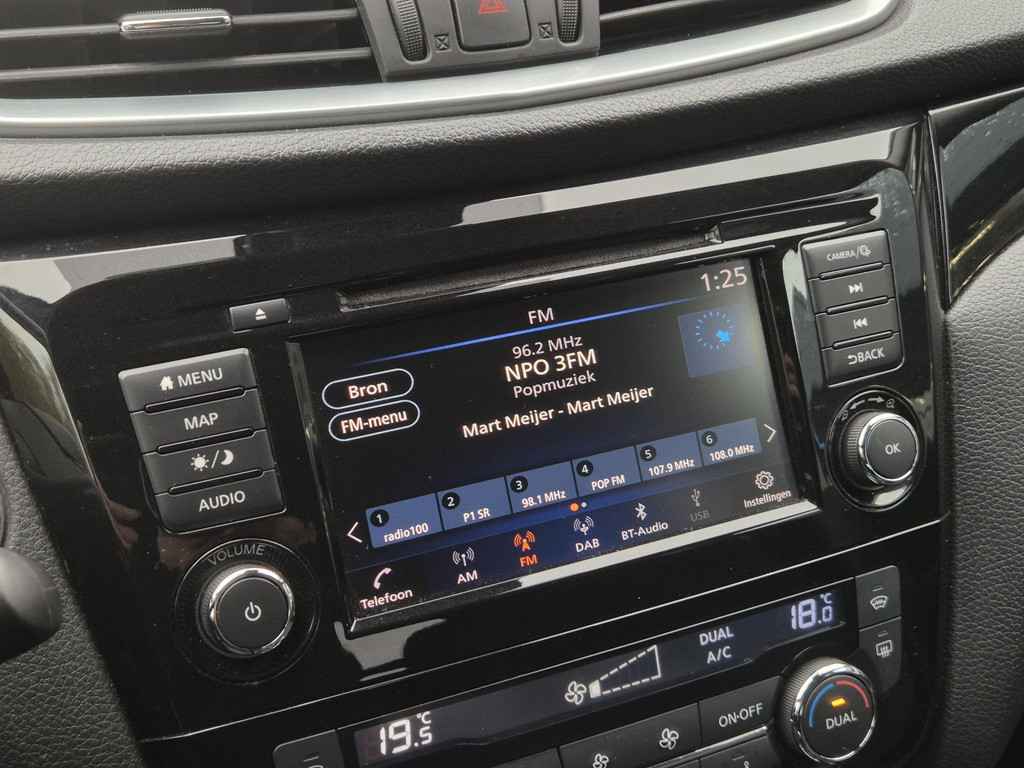 CAMERA/
1:25
FM
96.2 MHz
NPO 3FM
Popmuziek
Mart Meijer - Mart Meijer
Bron
FM-menu
MENU
MAP
AUDIO
BACK
1 radio100
2 P1 SR
3 98.1 MHz
4 POP FM
5 107.9 MHz
6 108.0 MHz
Telefoon
AM
FM
DAB
BT-Audio
USB
Instellingen
VOLUME
OK
19.5°C
DUAL
A/C
18.0°C
ON·OFF
DUAL